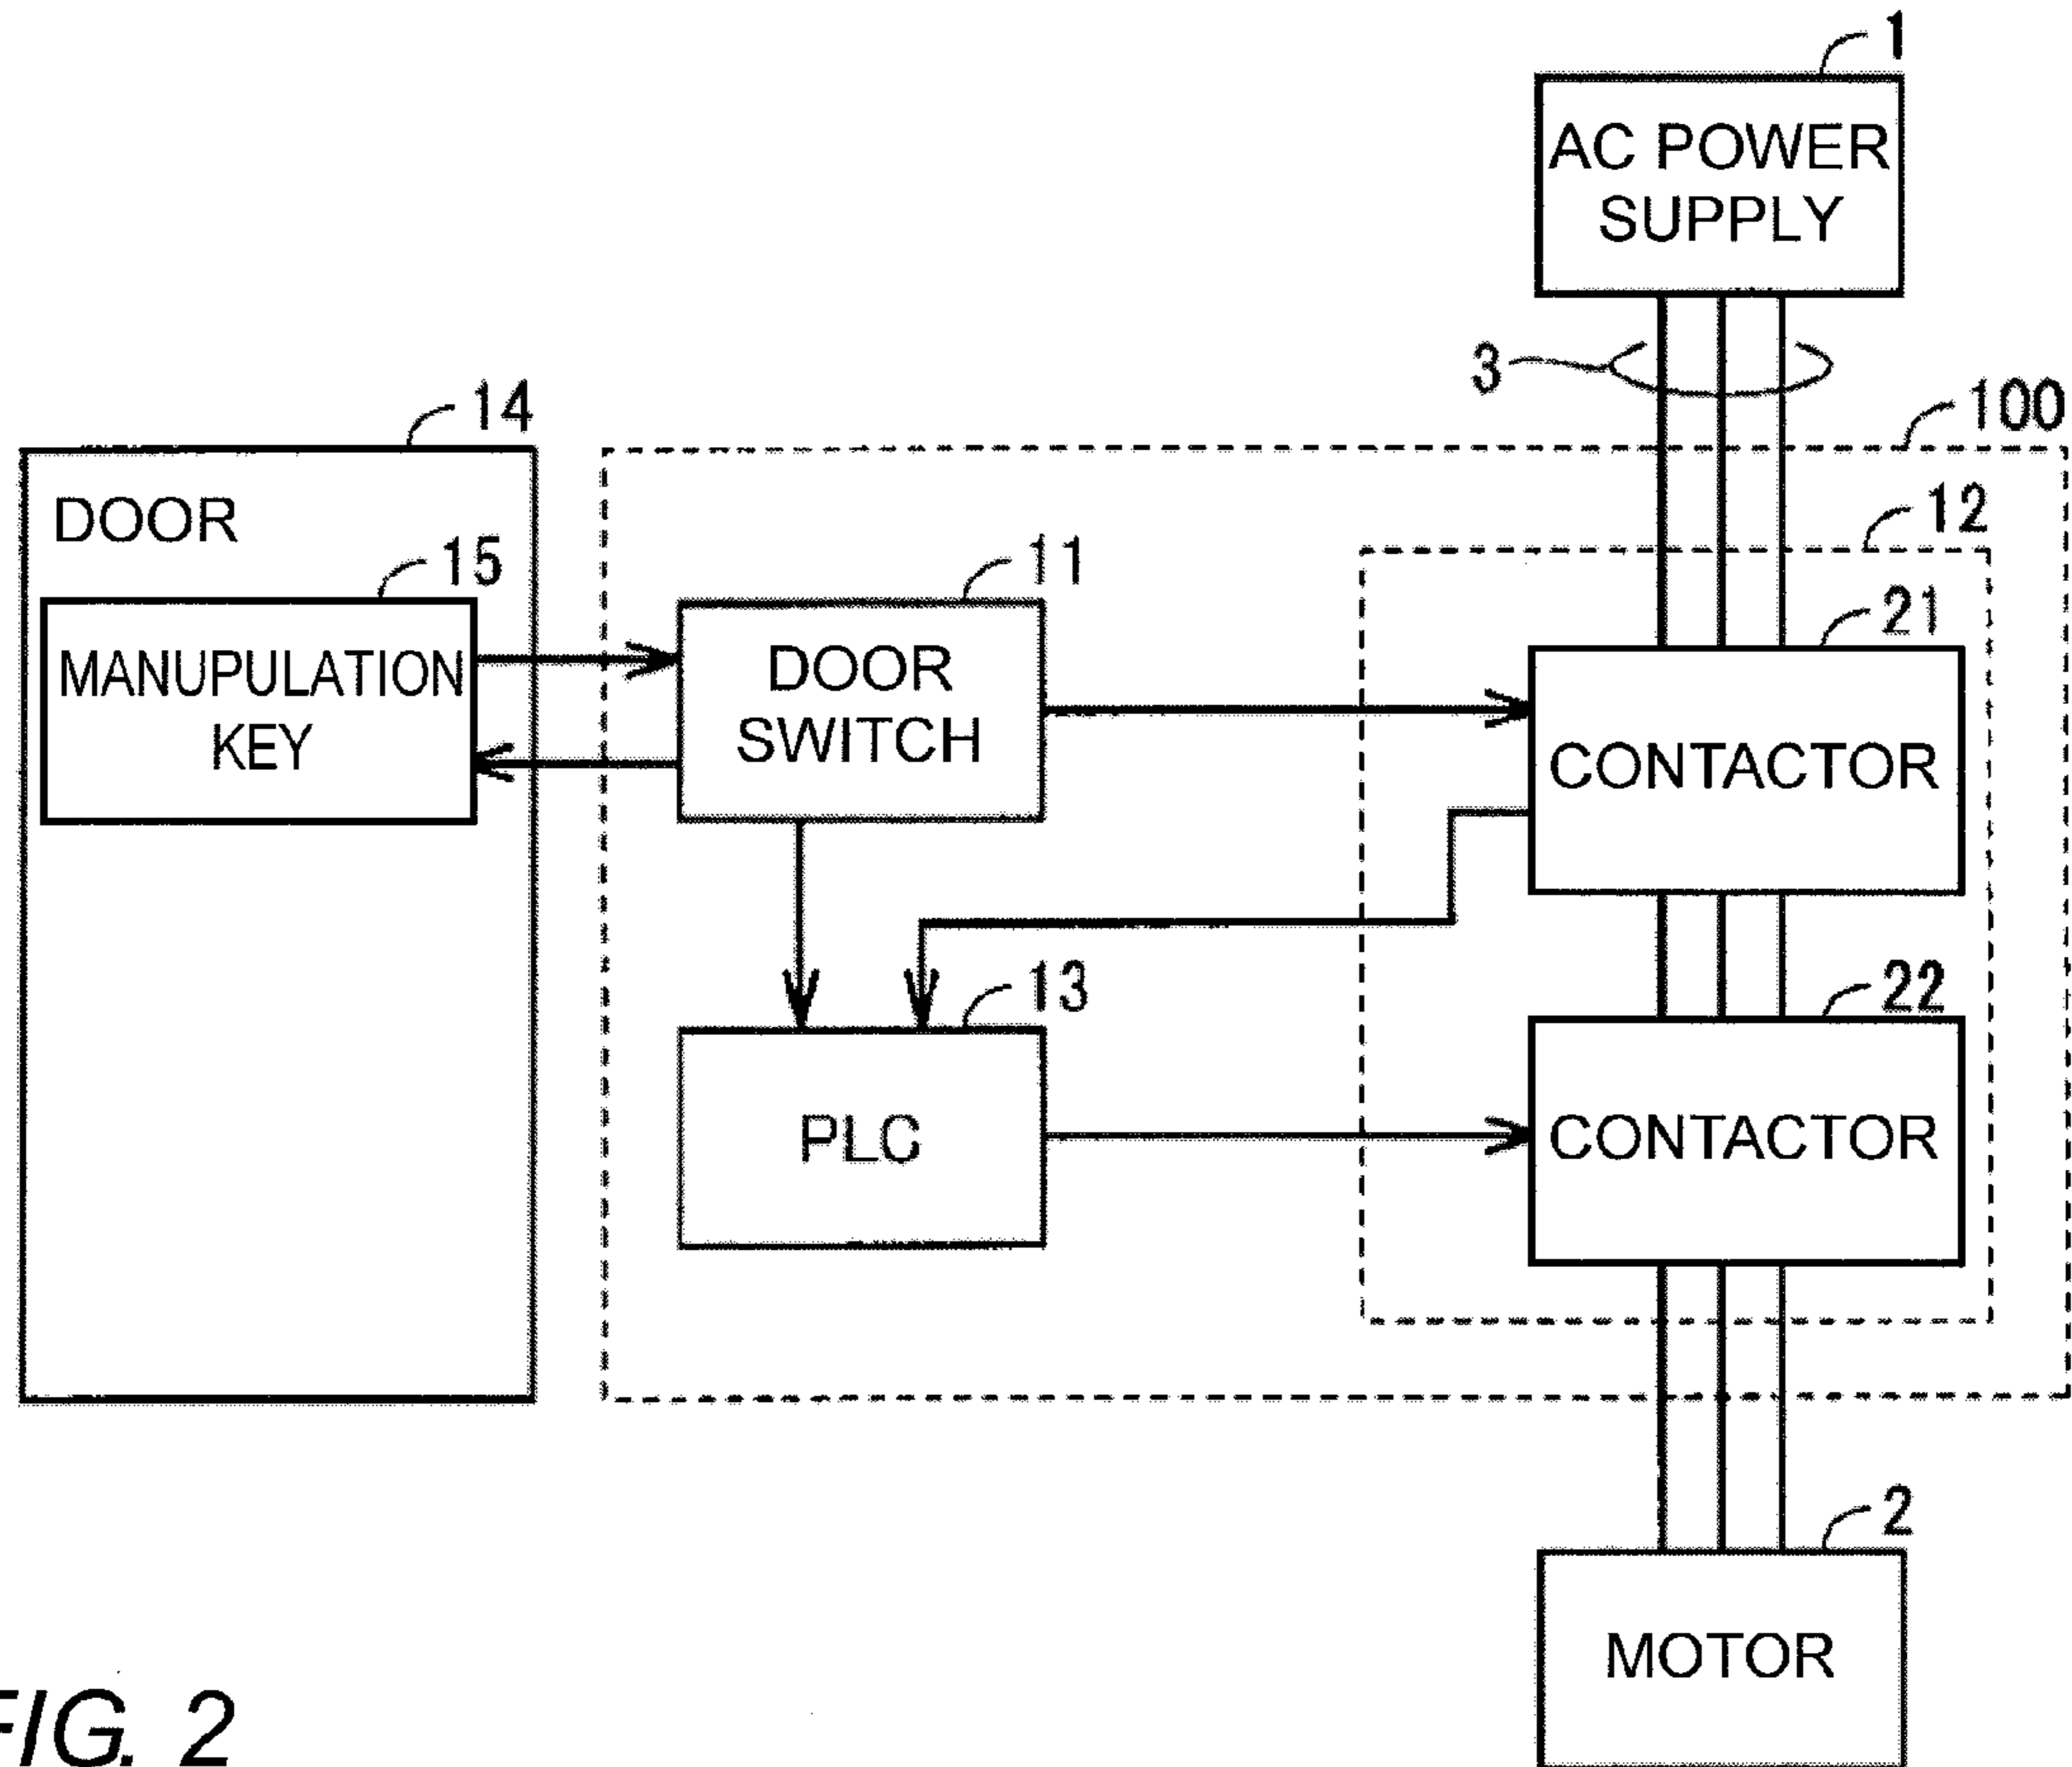 1
AC POWER
SUPPLY
3
100
14
DOOR
12
15
11
21
MANUPULATION
KEY
DOOR
SWITCH
CONTACTOR
13
22
PLC
CONTACTOR
2
MOTOR
FIG. 2